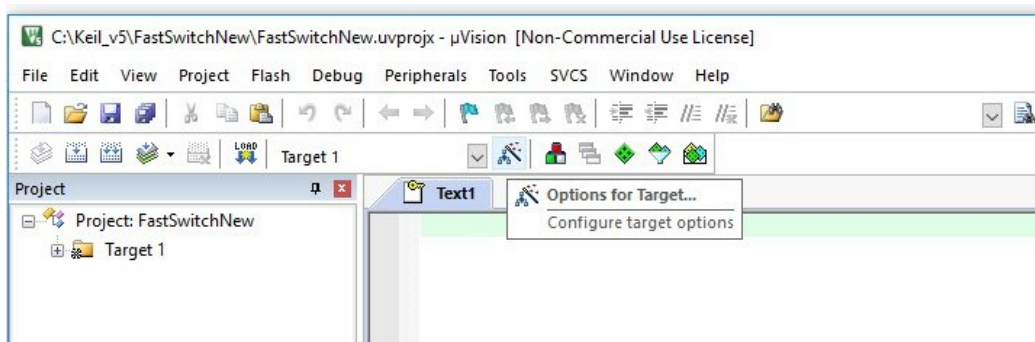 C:\Keil_v5\FastSwitchNew\FastSwitchNew.uvprojx - µVision [Non-Commercial Use License]
File Edit View Project Flash Debug Peripherals Tools SVCS Window Help
LOAD Target 1
Project
Text1
Options for Target...
Configure target options
Project: FastSwitchNew
Target 1